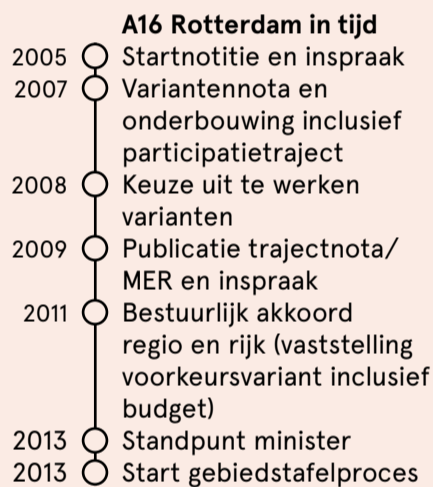 A16 Rotterdam in tijd
2005 Startnotitie en inspraak
2007 Variantennota en
onderbouwing inclusief
participatietraject
2008 Keuze uit te werken
varianten
2009 Publicatie trajectnota/
MER en inspraak
2011 Bestuurlijk akkoord
regio en rijk (vaststelling
voorkeursvariant inclusief
budget)
2013 Standpunt minister
2013 Start gebiedstafelproces